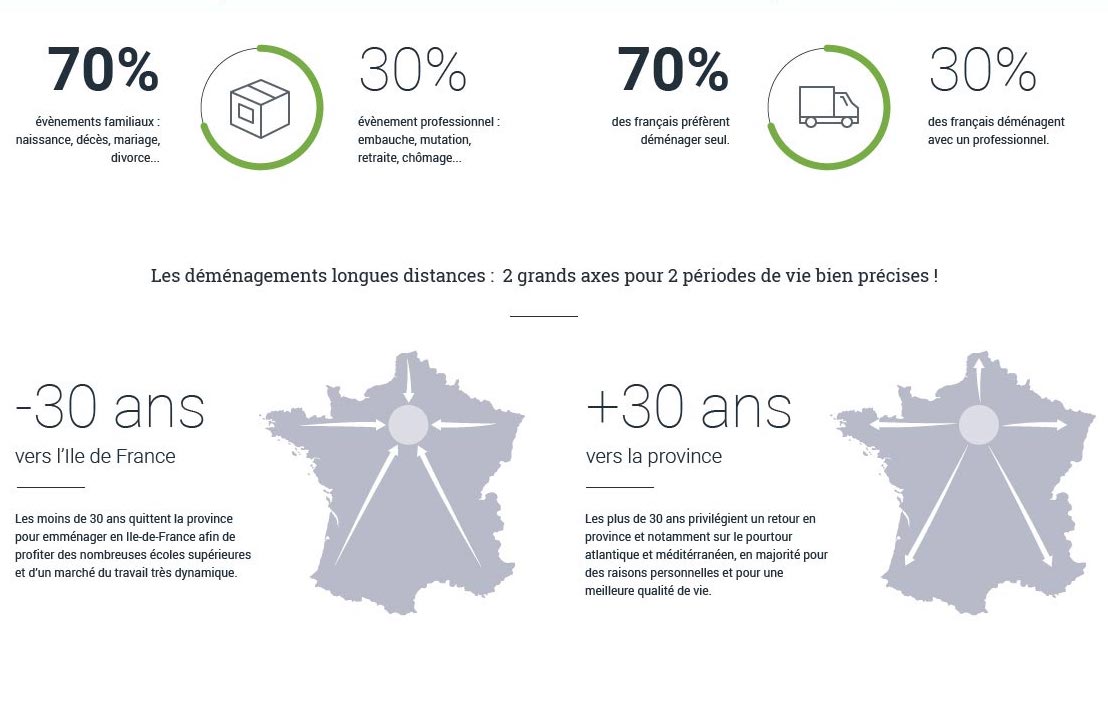 70%
évènements familiaux :
naissance, décès, mariage,
divorce...
30%
évènement professionnel :
embauche, mutation,
retraite, chômage...
70%
des français préfèrent
déménager seul.
30%
des français déménagent
avec un professionnel.
Les déménagements longues distances : 2 grands axes pour 2 périodes de vie bien précises !
-30 ans
vers l'Ile de France
Les moins de 30 ans quittent la province
pour emménager en Ile-de-France afin de
profiter des nombreuses écoles supérieures
et d'un marché du travail très dynamique.
+30 ans
vers la province
Les plus de 30 ans privilégient un retour en
province et notamment sur le pourtour
atlantique et méditérranéen, en majorité pour
des raisons personnelles et pour une
meilleure qualité de vie.